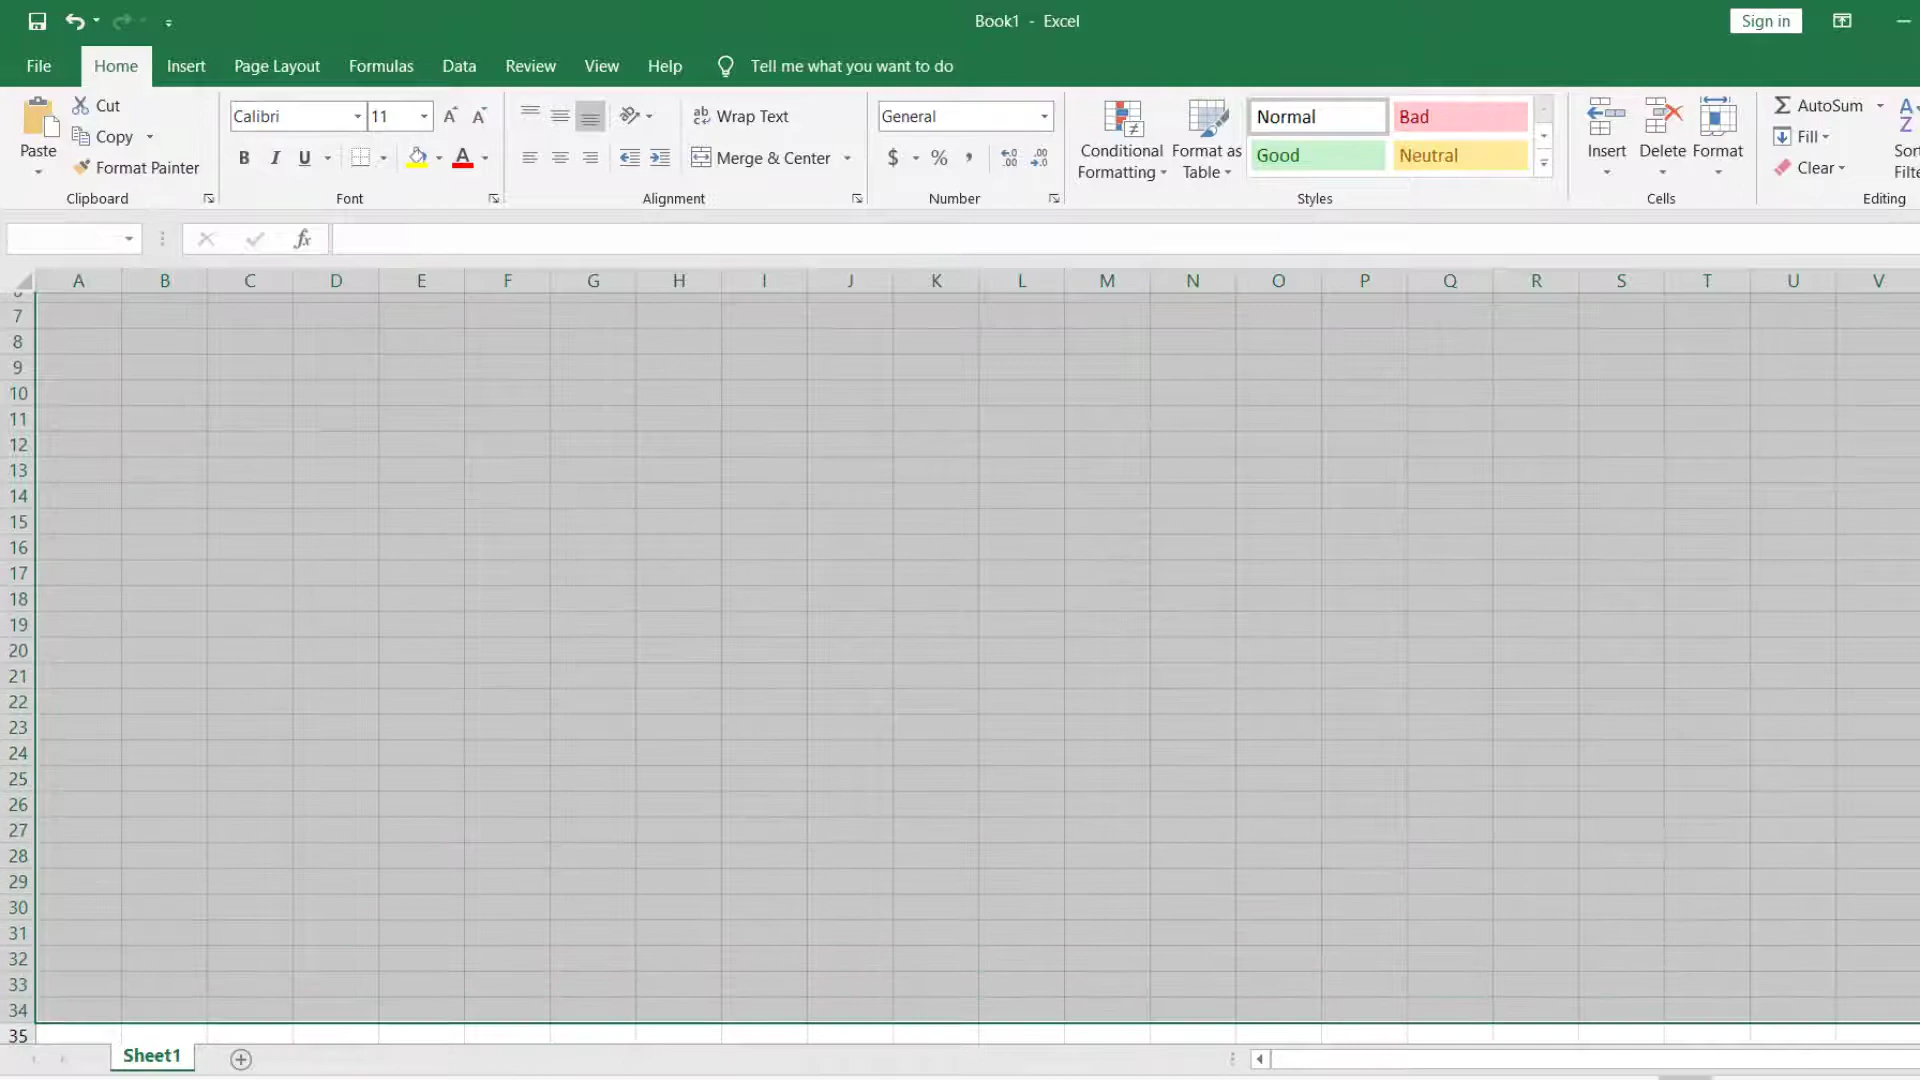 Book1 - Excel
Sign in
File Home Insert Page Layout Formulas Data Review View Help Tell me what you want to do
Paste
Cut
Copy
Format Painter
Clipboard
Calibri 11
B I U A
Font
Wrap Text
Merge & Center
Alignment
General
$ % ,
Number
Conditional Formatting
Format as Table
Normal Bad
Good Neutral
Styles
Insert Delete Format
Cells
AutoSum
Fill
Clear
Editing
fx
A B C D E F G H I J K L M N O P Q R S T U V
7
8
9
10
11
12
13
14
15
16
17
18
19
20
21
22
23
24
25
26
27
28
29
30
31
32
33
34
35
Sheet1